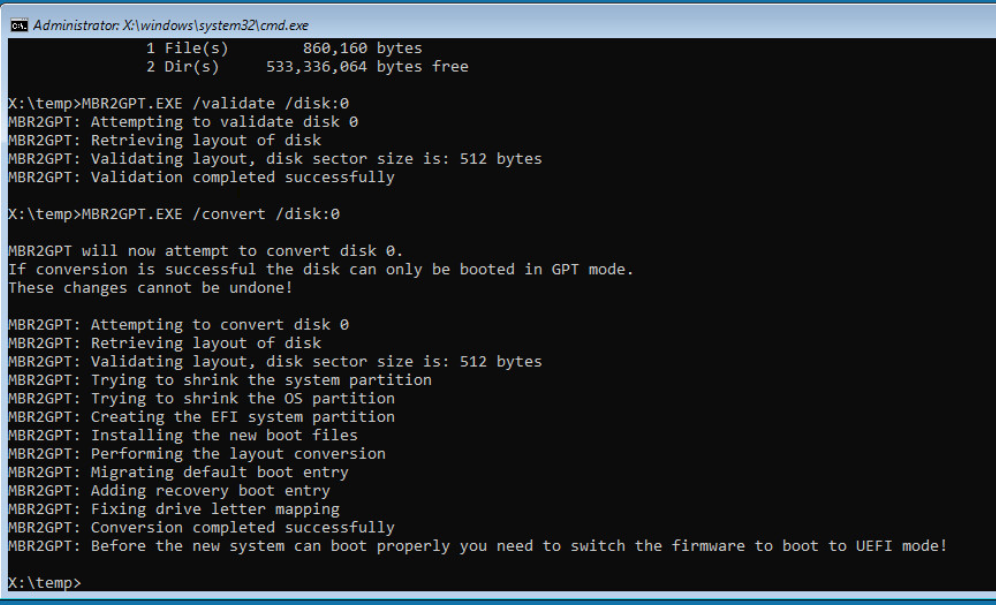 Administrator: X:\windows\system32\cmd.exe
1 File(s) 860,160 bytes
2 Dir(s) 533,336,064 bytes free
X:\temp>MBR2GPT.EXE /validate /disk:0
MBR2GPT: Attempting to validate disk 0
MBR2GPT: Retrieving layout of disk
MBR2GPT: Validating layout, disk sector size is: 512 bytes
MBR2GPT: Validation completed successfully
X:\temp>MBR2GPT.EXE /convert /disk:0
MBR2GPT will now attempt to convert disk 0.
If conversion is successful the disk can only be booted in GPT mode.
These changes cannot be undone!
MBR2GPT: Attempting to convert disk 0
MBR2GPT: Retrieving layout of disk
MBR2GPT: Validating layout, disk sector size is: 512 bytes
MBR2GPT: Trying to shrink the system partition
MBR2GPT: Trying to shrink the OS partition
MBR2GPT: Creating the EFI system partition
MBR2GPT: Installing the new boot files
MBR2GPT: Performing the layout conversion
MBR2GPT: Migrating default boot entry
MBR2GPT: Adding recovery boot entry
MBR2GPT: Fixing drive letter mapping
MBR2GPT: Conversion completed successfully
MBR2GPT: Before the new system can boot properly you need to switch the firmware to boot to UEFI mode!
X:\temp>